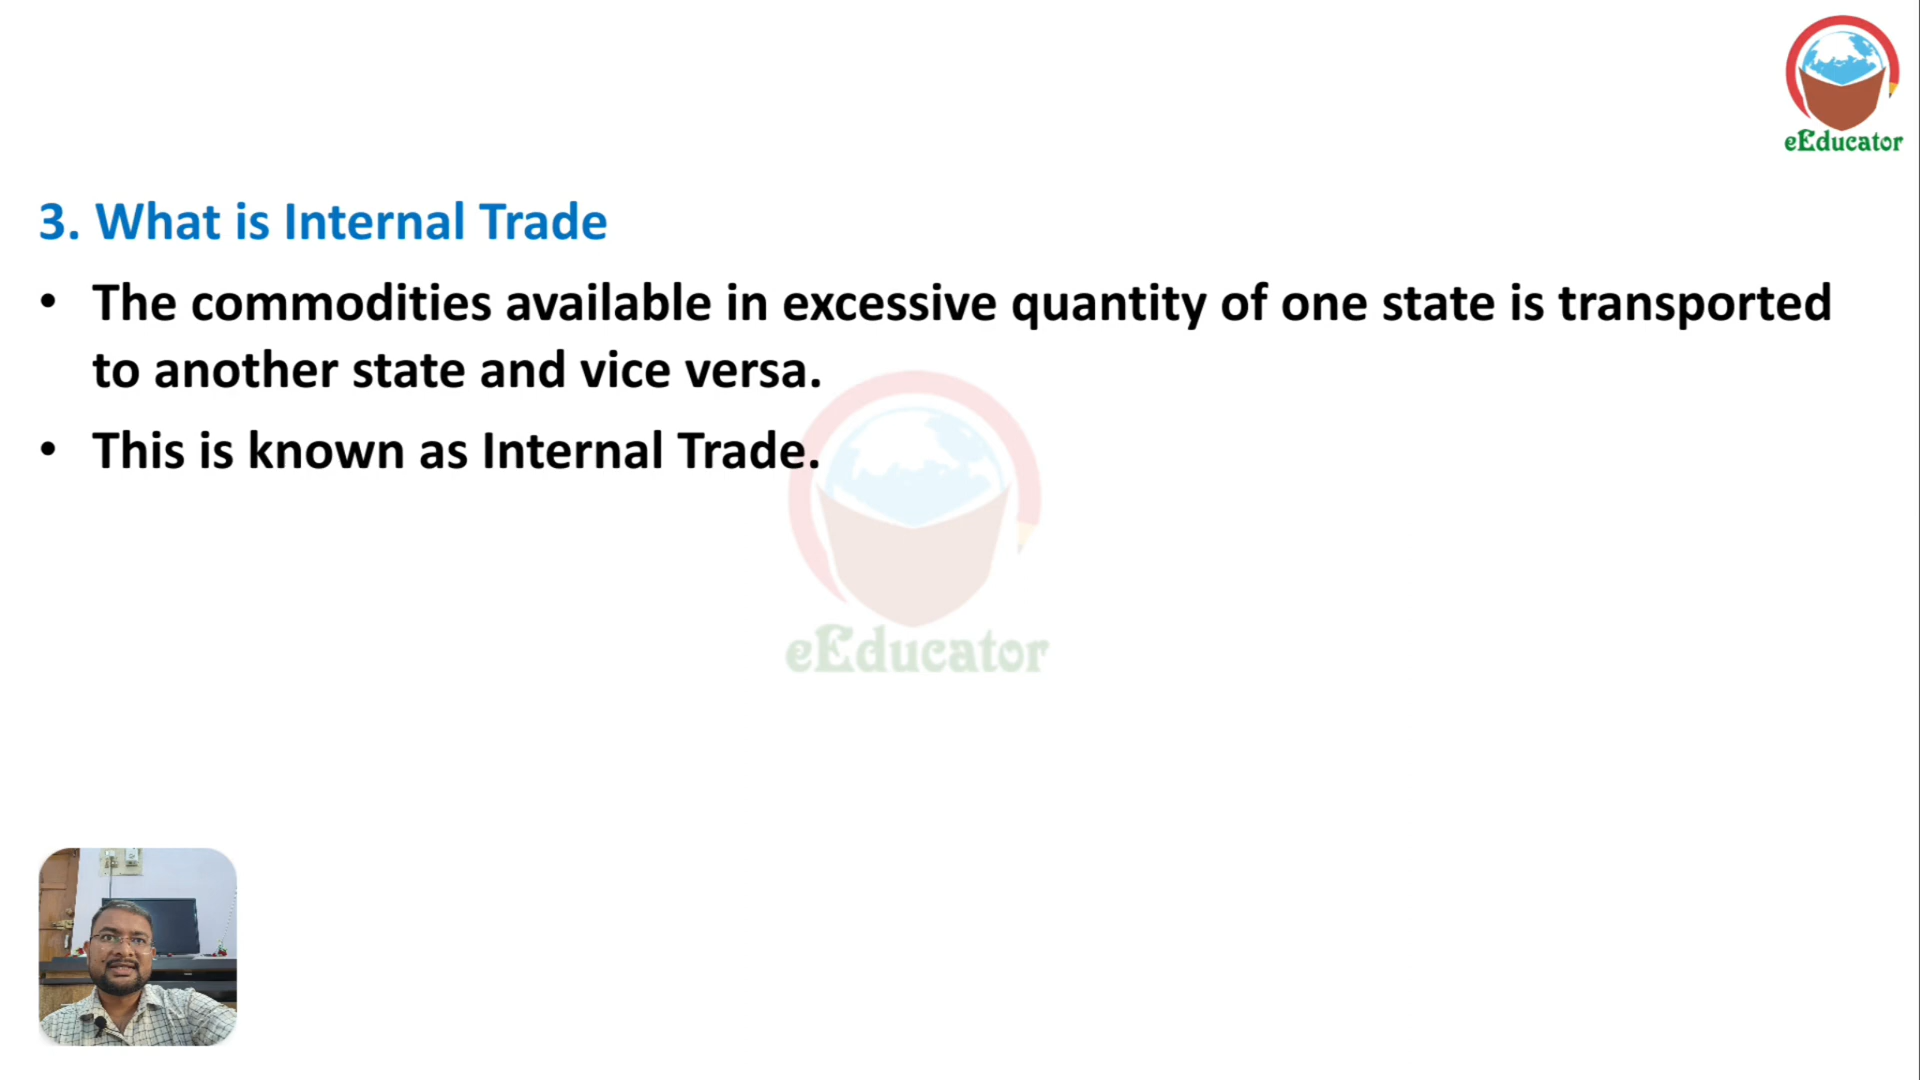 eEducator
3. What is Internal Trade
• The commodities available in excessive quantity of one state is transported
to another state and vice versa.
• This is known as Internal Trade.
eEducator